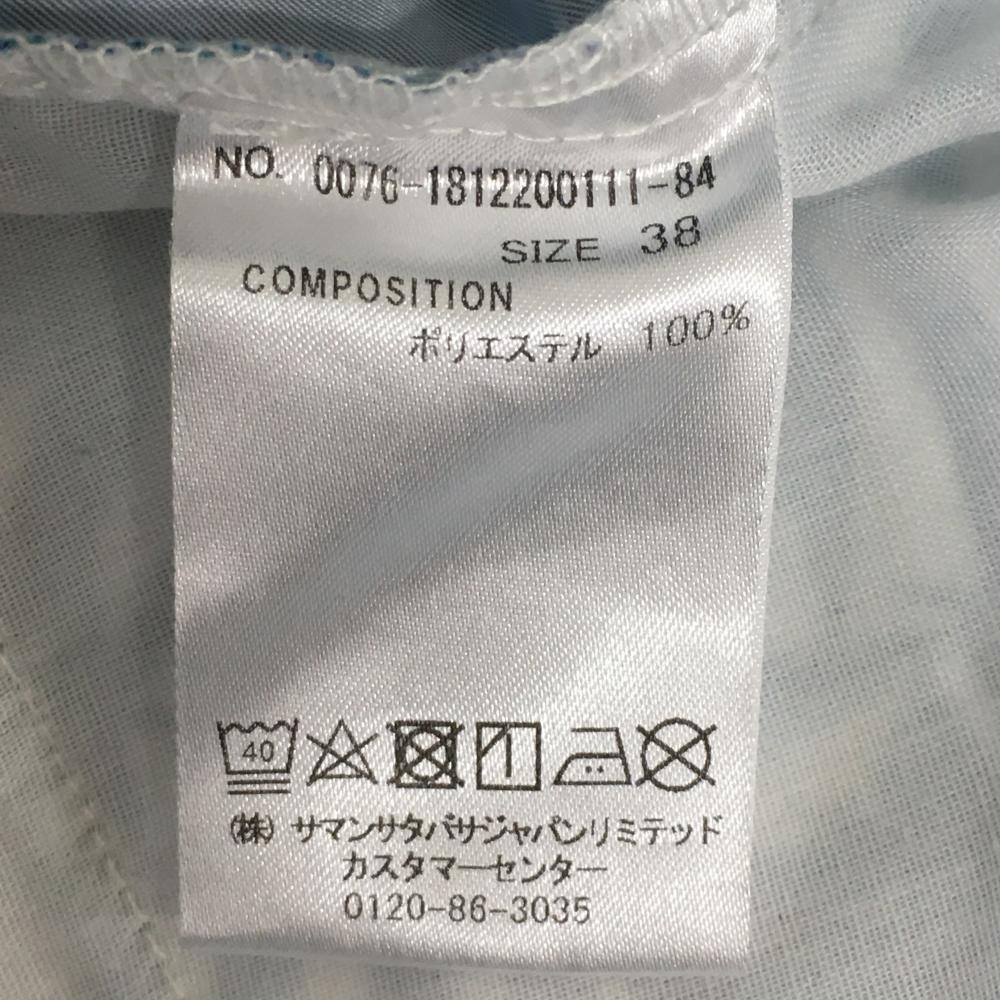 NO. 0076-1812200111-84
SIZE 38
COMPOSITION
ポリエステル 100%
40
(株) サマンサタバサジャパンリミテッド
カスタマーセンター
0120-86-3035